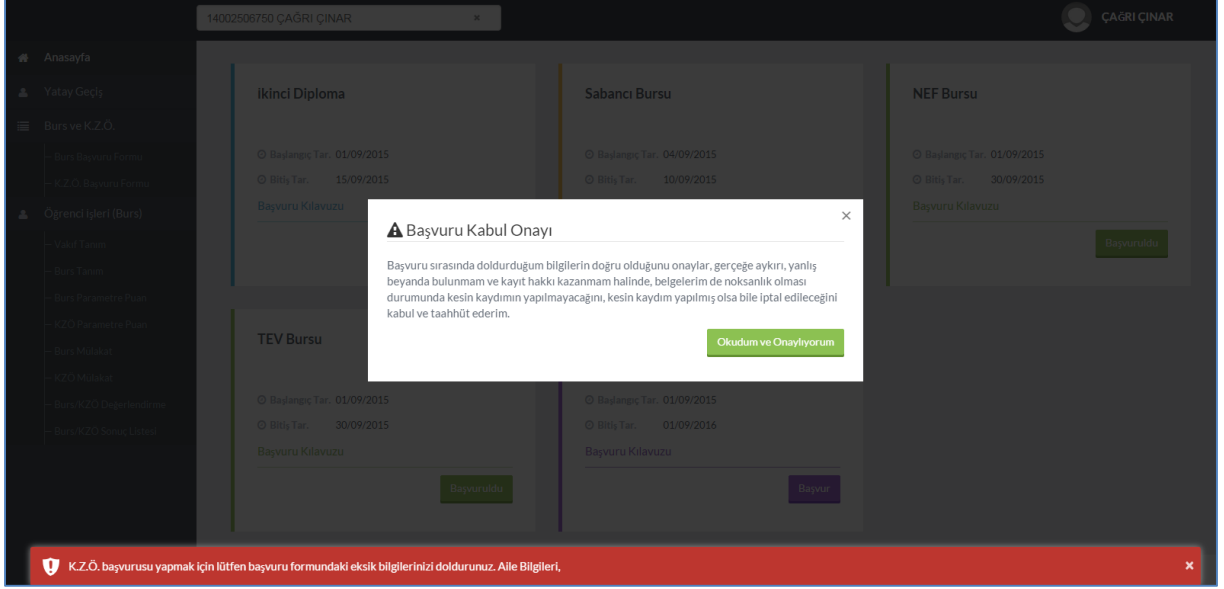 14002506750 ÇAĞRI ÇINAR ×
ÇAĞRI ÇINAR
Anasayfa
Yatay Geçiş
Burs ve K.Z.Ö.
Burs Başvuru Formu
K.Z.Ö. Başvuru Formu
Öğrenci İşleri (Burs)
Vakıf Tanım
Burs Tanım
Burs Parametre Puan
KZO Parametre Puan
Burs Mülakat
KZO Mülakat
Burs/KZO Değerlendirme
Burs/KZO Sonuç Listesi
ikinci Diploma
Başlangıç Tar. 01/09/2015
Bitiş Tar. 15/09/2015
Başvuru Kılavuzu
Sabancı Bursu
Başlangıç Tar. 04/09/2015
Bitiş Tar. 10/09/2015
NEF Bursu
Başlangıç Tar. 01/09/2015
Bitiş Tar. 30/09/2015
Başvuru Kılavuzu
Başvuruldu
Başvuru Kabul Onayı ×
Başvuru sırasında doldurduğum bilgilerin doğru olduğunu onaylar, gerçeğe aykırı, yanlış
beyanda bulunmam ve kayıt hakkı kazanmam halinde, belgelerim de noksanlık olması
durumunda kesin kaydımın yapılmayacağını, kesin kaydım yapılmış olsa bile iptal edileceğini
kabul ve taahhüt ederim.
Okudum ve Onaylıyorum
TEV Bursu
Başlangıç Tar. 01/09/2015
Bitiş Tar. 30/09/2015
Başvuru Kılavuzu
Başvuruldu
Başlangıç Tar. 01/09/2015
Bitiş Tar. 01/09/2016
Başvuru Kılavuzu
Başvur
K.Z.Ö. başvurusu yapmak için lütfen başvuru formundaki eksik bilgilerinizi doldurunuz. Aile Bilgileri, ×